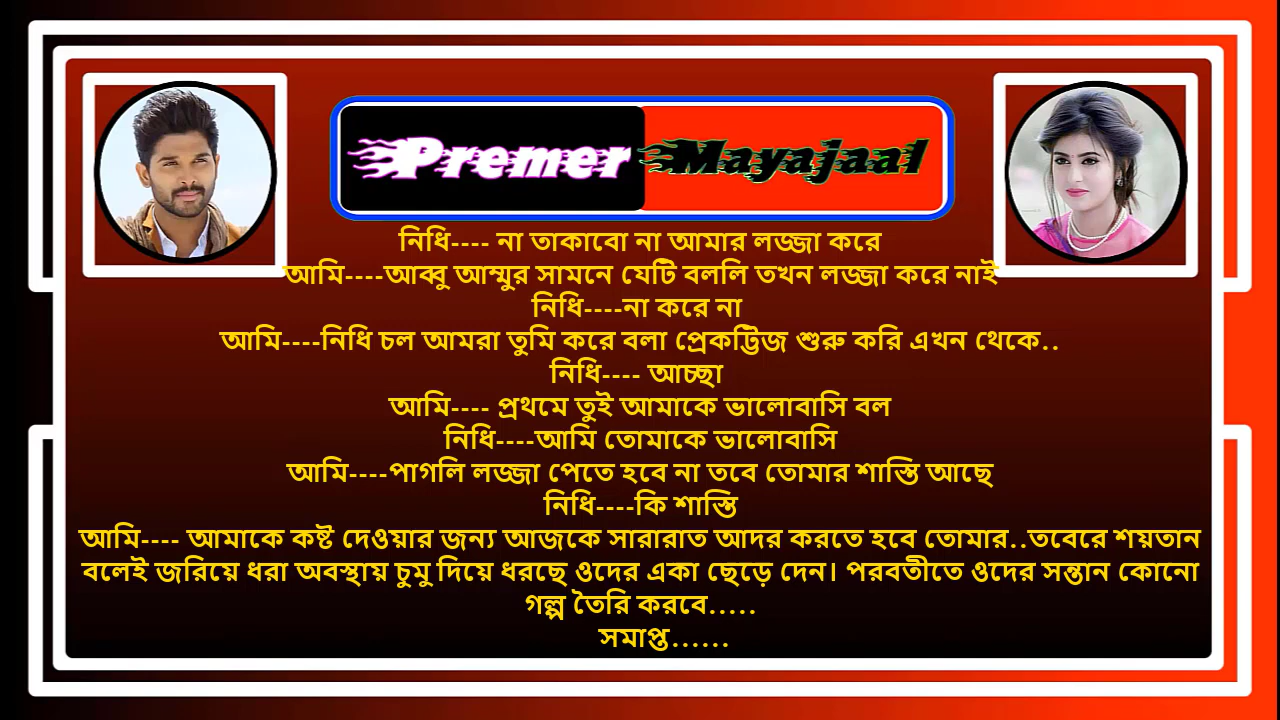 Premer Mayajaal
নিধি---- না তাকাবো না আমার লজ্জা করে
আমি----আব্বু আম্মুর সামনে যেটি বললি তখন লজ্জা করে নাই
নিধি----না করে না
আমি----নিধি চল আমরা তুমি করে বলা প্রেকট্টিজ শুরু করি এখন থেকে..
নিধি---- আচ্ছা
আমি---- প্রথমে তুই আমাকে ভালোবাসি বল
নিধি----আমি তোমাকে ভালোবাসি
আমি----পাগলি লজ্জা পেতে হবে না তবে তোমার শাস্তি আছে
নিধি----কি শাস্তি
আমি---- আমাকে কষ্ট দেওয়ার জন্য আজকে সারারাত আদর করতে হবে তোমার..তবেরে শয়তান
বলেই জরিয়ে ধরা অবস্থায় চুমু দিয়ে ধরছে ওদের একা ছেড়ে দেন। পরবতীতে ওদের সন্তান কোনো
গল্প তৈরি করবে.....
সমাপ্ত......